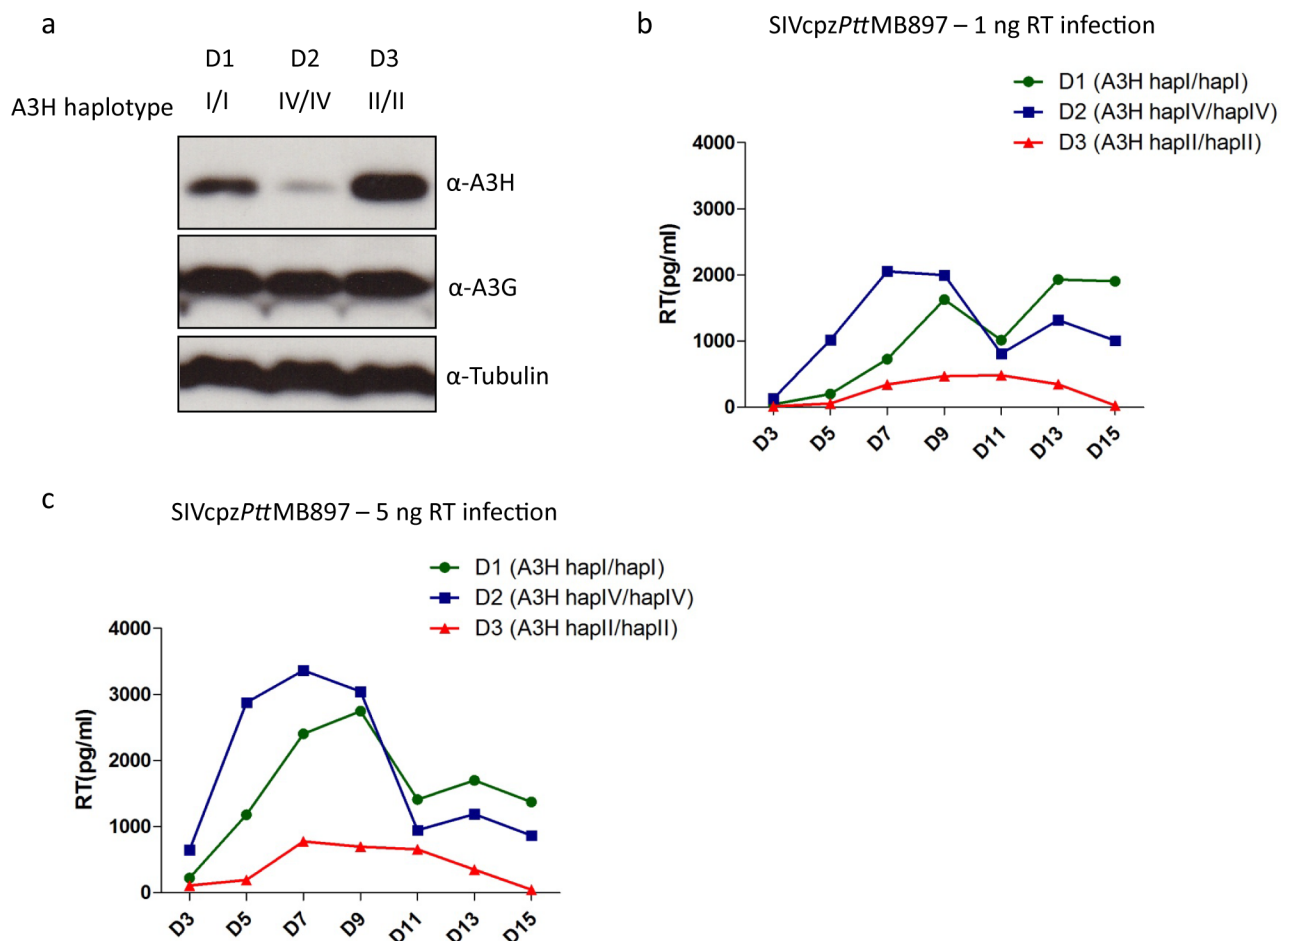 a
D1 D2 D3
A3H haplotype I/I IV/IV II/II
α-A3H
α-A3G
α-Tubulin
b
SIVcpzPttMB897 – 1 ng RT infection
D1 (A3H hapI/hapI)
D2 (A3H hapIV/hapIV)
D3 (A3H hapII/hapII)
4000
3000
2000
1000
0
RT(pg/ml)
D3 D5 D7 D9 D11 D13 D15
c
SIVcpzPttMB897 – 5 ng RT infection
D1 (A3H hapI/hapI)
D2 (A3H hapIV/hapIV)
D3 (A3H hapII/hapII)
4000
3000
2000
1000
0
RT(pg/ml)
D3 D5 D7 D9 D11 D13 D15